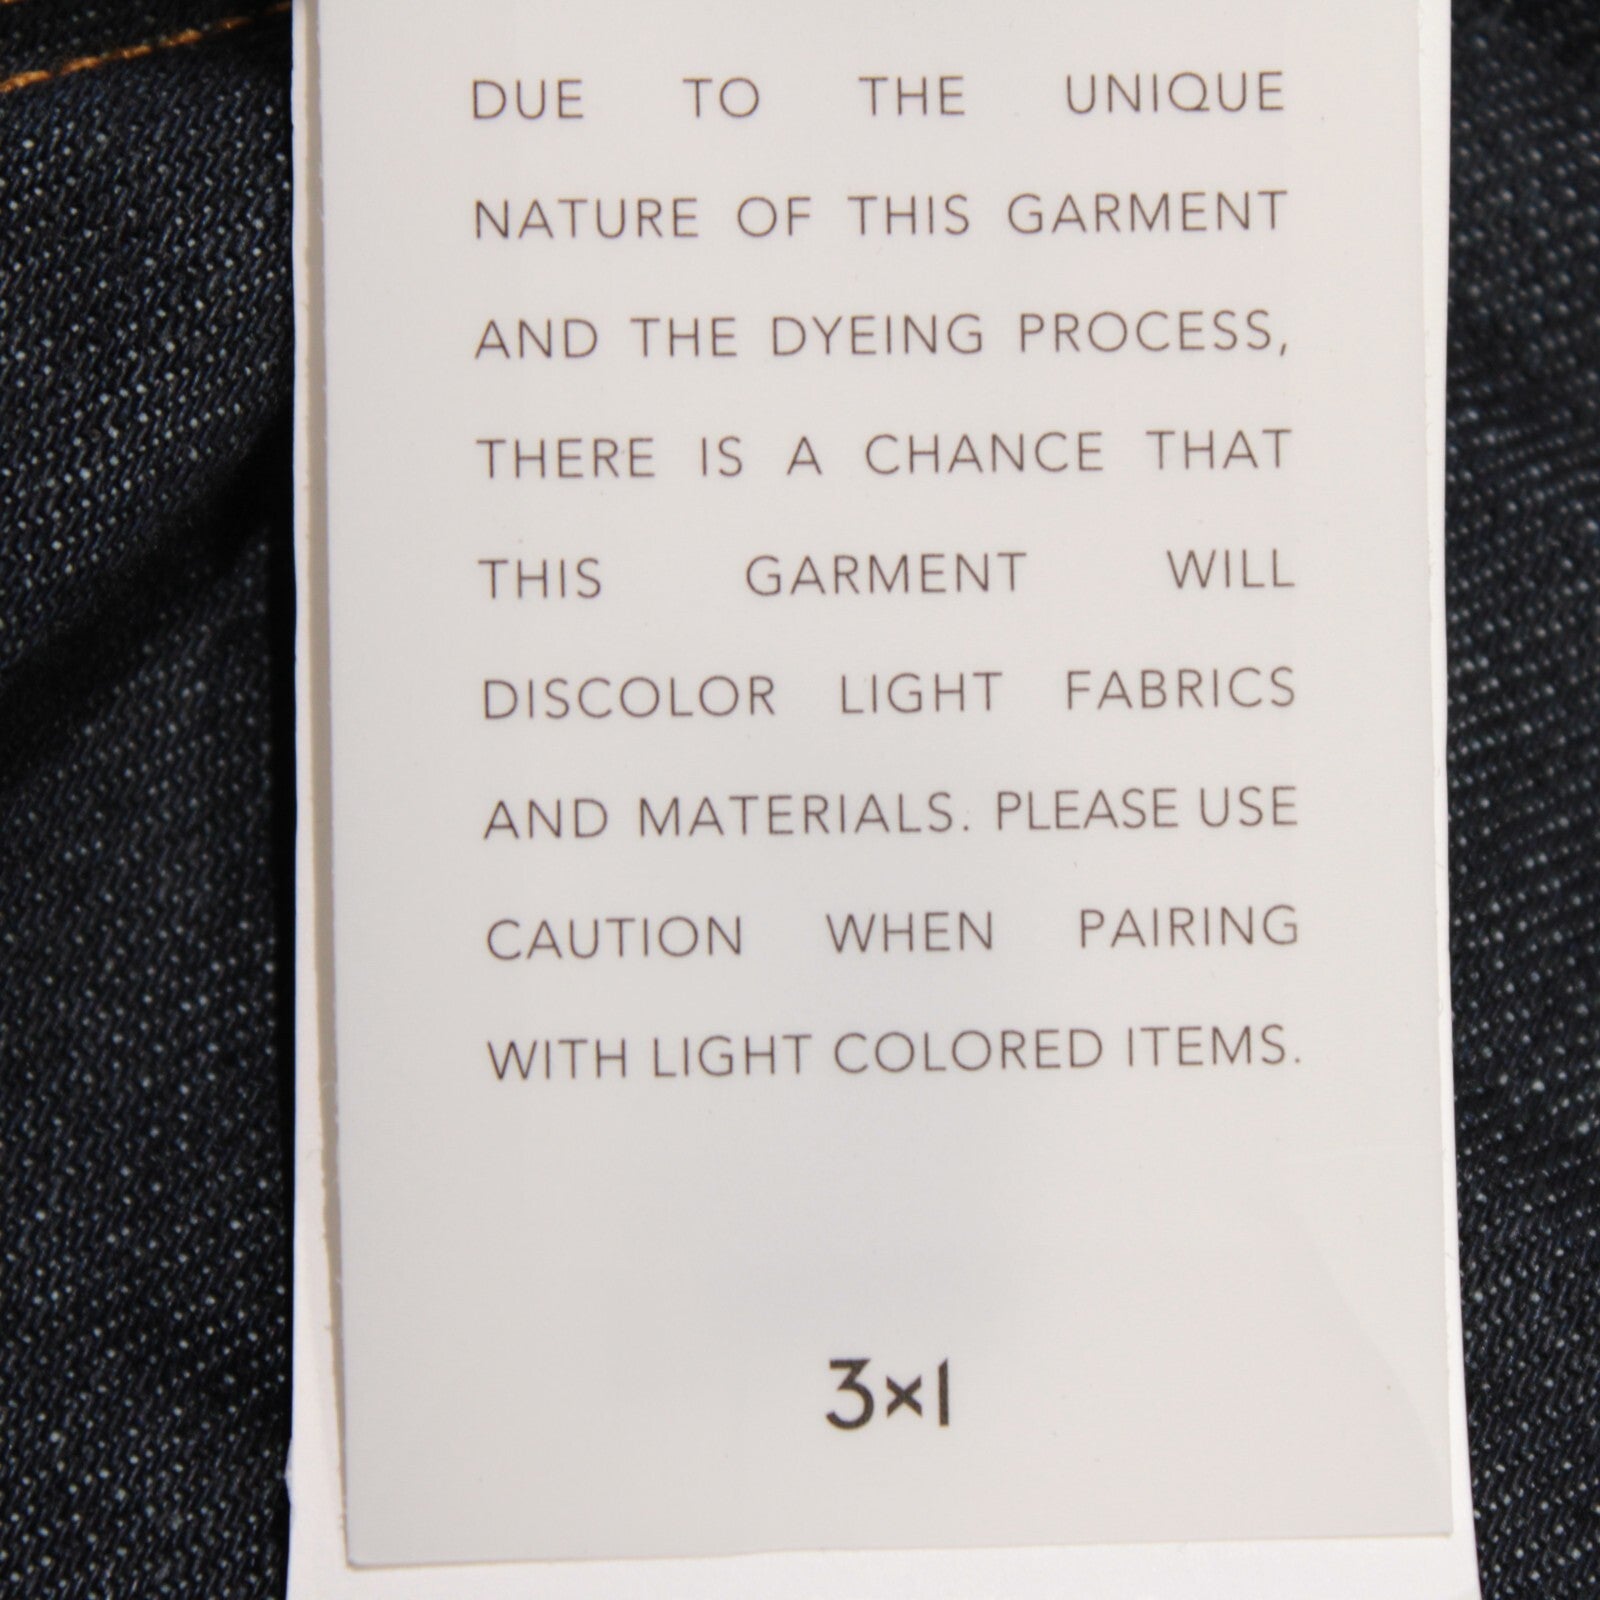 DUE TO THE UNIQUE
NATURE OF THIS GARMENT
AND THE DYEING PROCESS,
THERE IS A CHANCE THAT
THIS GARMENT WILL
DISCOLOR LIGHT FABRICS
AND MATERIALS. PLEASE USE
CAUTION WHEN PAIRING
WITH LIGHT COLORED ITEMS.
3×1